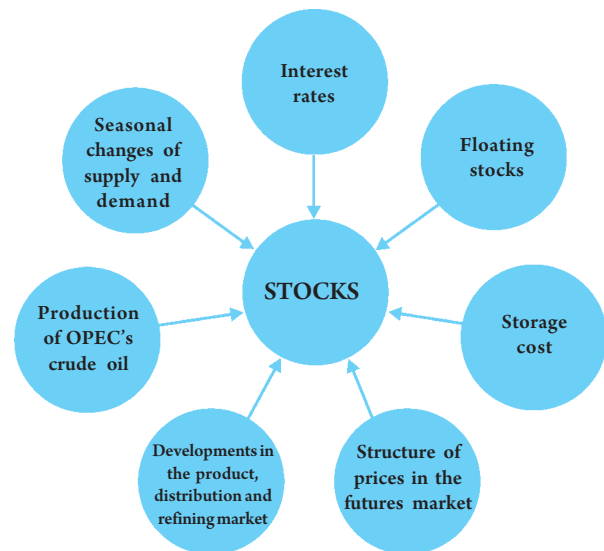 Interest
rates
Seasonal
changes of
supply and
demand
Floating
stocks
STOCKS
Production
of OPEC's
crude oil
Storage
cost
Developments in
the product,
distribution and
refining market
Structure of
prices in the
futures market